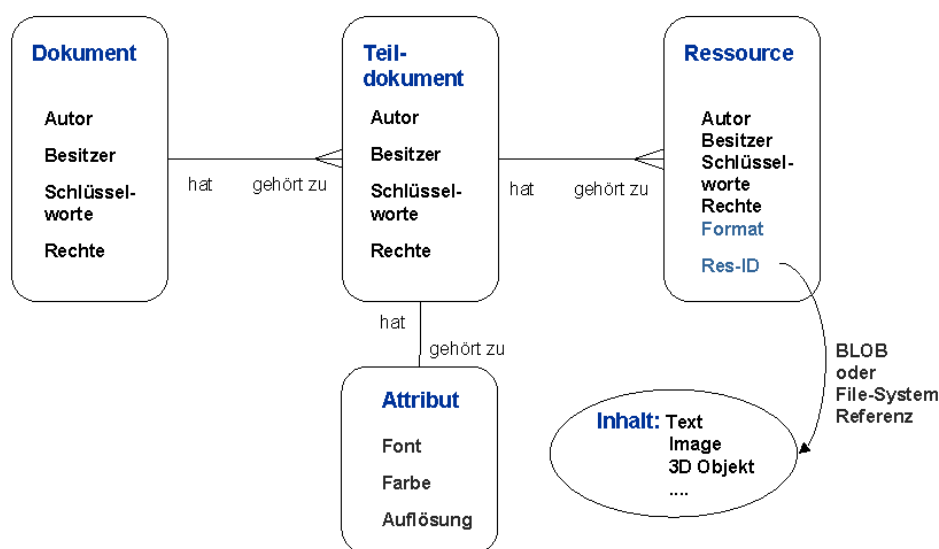 Dokument
Autor
Besitzer
Schlüssel-
worte
Rechte
hat
gehört zu
Teil-
dokument
Autor
Besitzer
Schlüssel-
worte
Rechte
hat
gehört zu
Ressource
Autor
Besitzer
Schlüssel-
worte
Rechte
Format
Res-ID
hat
gehört zu
Attribut
Font
Farbe
Auflösung
BLOB
oder
File-System
Referenz
Inhalt: Text
Image
3D Objekt
....